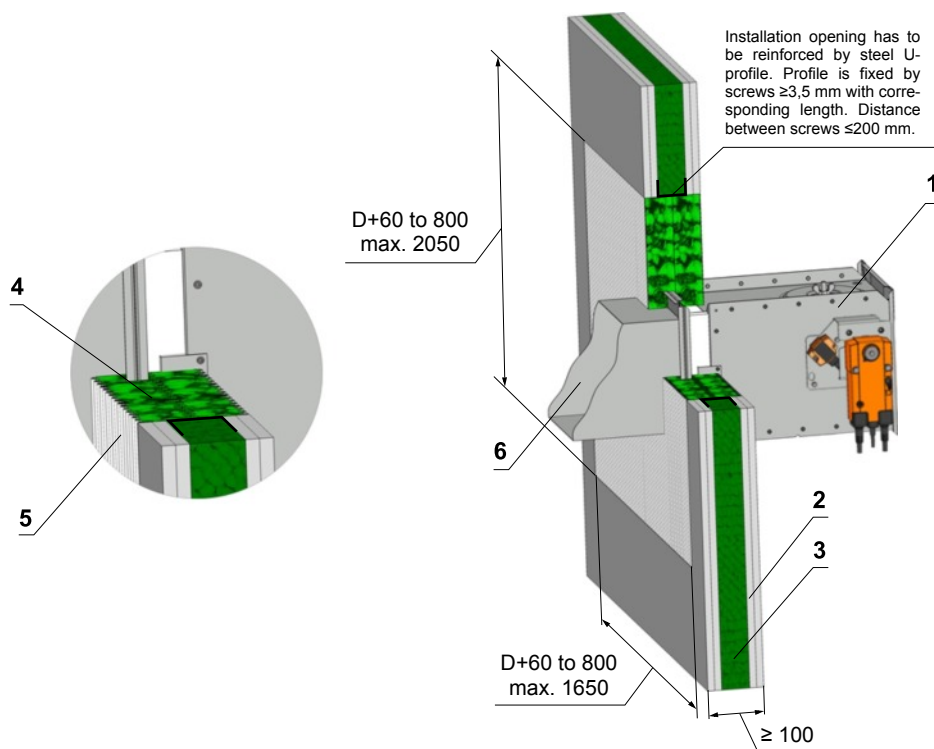 Installation opening has to
be reinforced by steel U-
profile. Profile is fixed by
screws ≥3,5 mm with corre-
sponding length. Distance
between screws ≤200 mm.
1
D+60 to 800
max. 2050
4
6
5
2
3
D+60 to 800
max. 1650
≥ 100